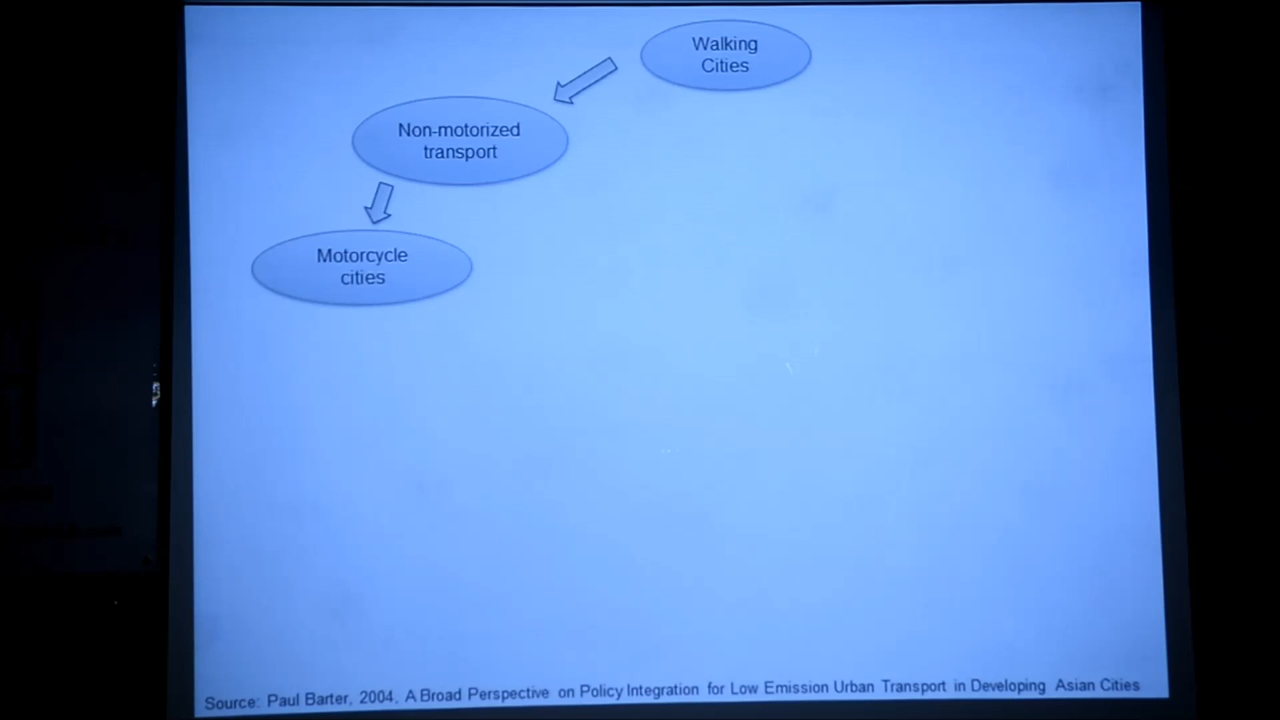 Walking
Cities
Non-motorized
transport
Motorcycle
cities
Source: Paul Barter, 2004. A Broad Perspective on Policy Integration for Low Emission Urban Transport in Developing Asian Cities